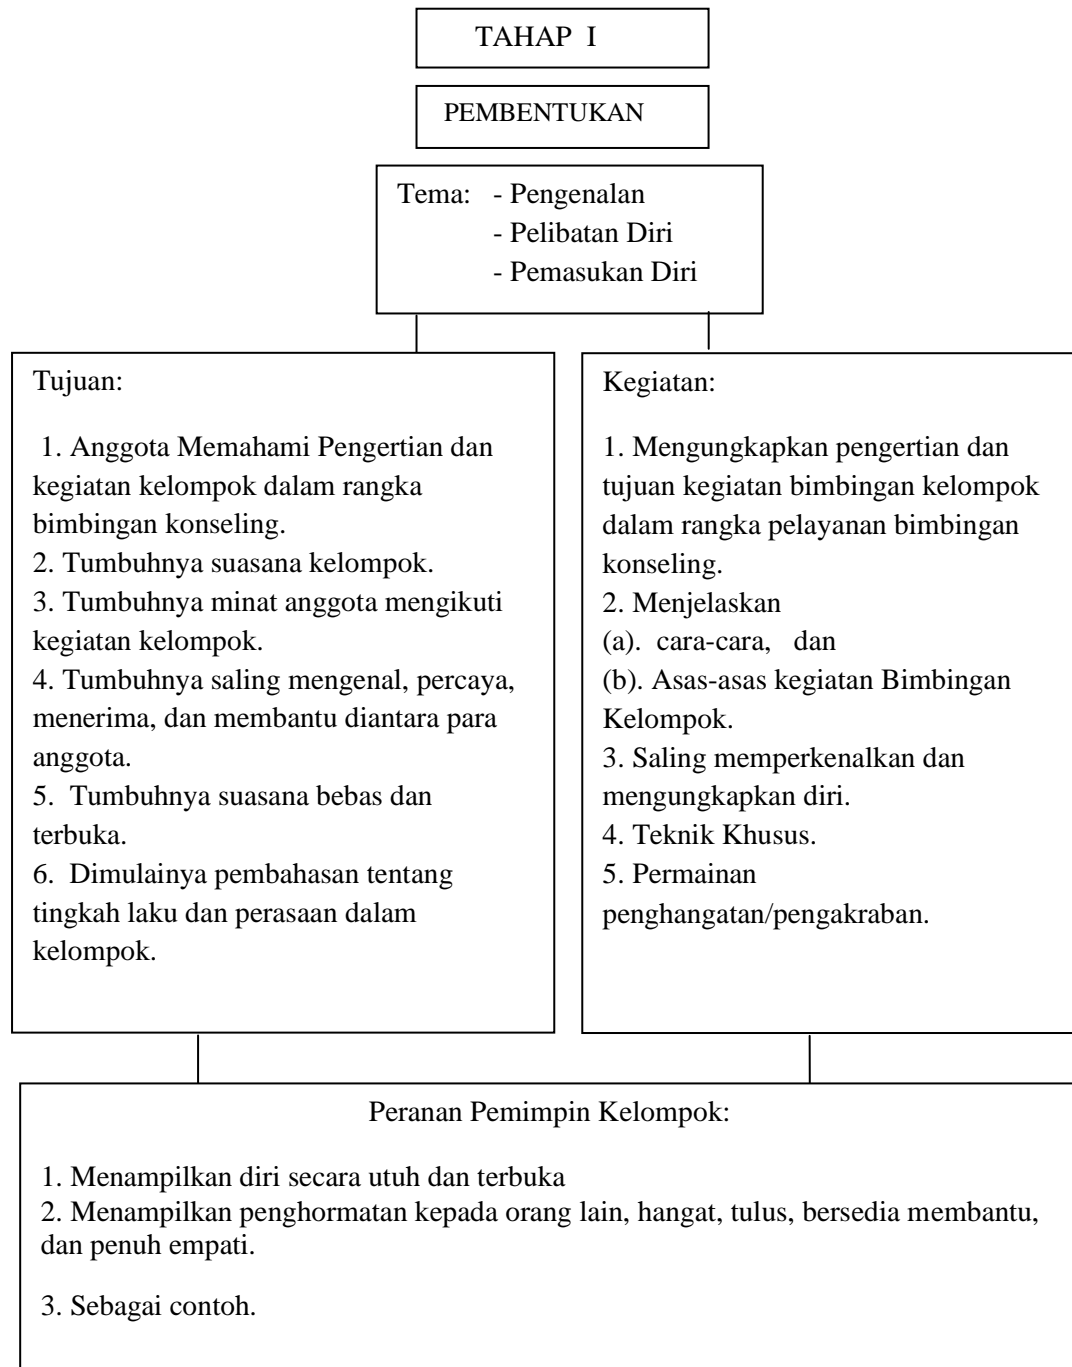 TAHAP I
PEMBENTUKAN
Tema: - Pengenalan
- Pelibatan Diri
- Pemasukan Diri
Tujuan:
1. Anggota Memahami Pengertian dan
kegiatan kelompok dalam rangka
bimbingan konseling.
2. Tumbuhnya suasana kelompok.
3. Tumbuhnya minat anggota mengikuti
kegiatan kelompok.
4. Tumbuhnya saling mengenal, percaya,
menerima, dan membantu diantara para
anggota.
5. Tumbuhnya suasana bebas dan
terbuka.
6. Dimulainya pembahasan tentang
tingkah laku dan perasaan dalam
kelompok.
Kegiatan:
1. Mengungkapkan pengertian dan
tujuan kegiatan bimbingan kelompok
dalam rangka pelayanan bimbingan
konseling.
2. Menjelaskan
(a). cara-cara, dan
(b). Asas-asas kegiatan Bimbingan
Kelompok.
3. Saling memperkenalkan dan
mengungkapkan diri.
4. Teknik Khusus.
5. Permainan
penghangatan/pengakraban.
Peranan Pemimpin Kelompok:
1. Menampilkan diri secara utuh dan terbuka
2. Menampilkan penghormatan kepada orang lain, hangat, tulus, bersedia membantu,
dan penuh empati.
3. Sebagai contoh.